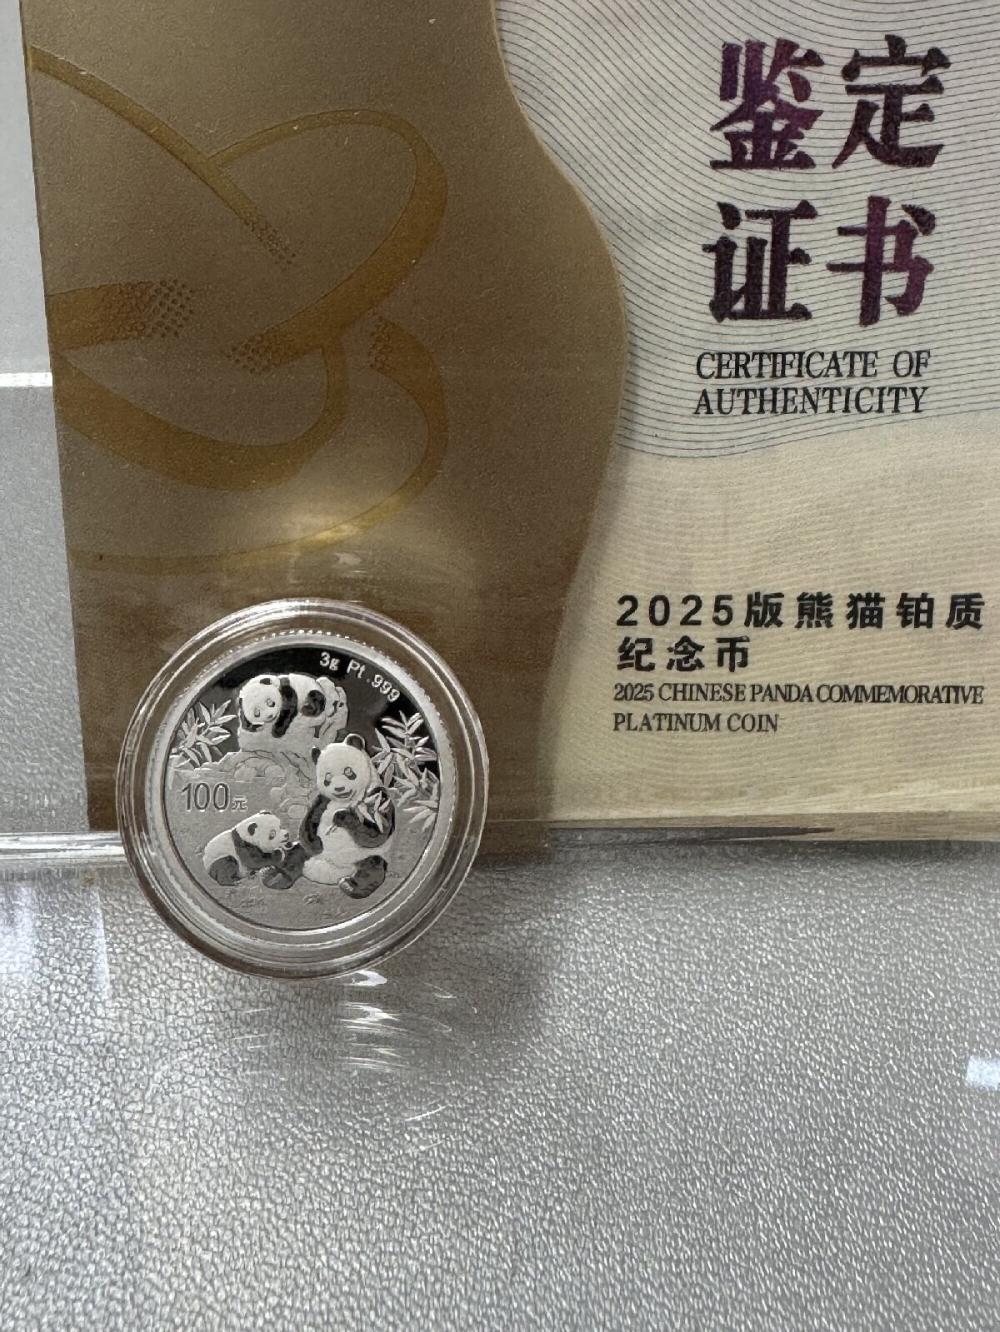 鉴定
证书
CERTIFICATE OF
AUTHENTICITY
2025版熊猫铂质
纪念币
2025 CHINESE PANDA COMMEMORATIVE
PLATINUM COIN
3g Pt .999
100元